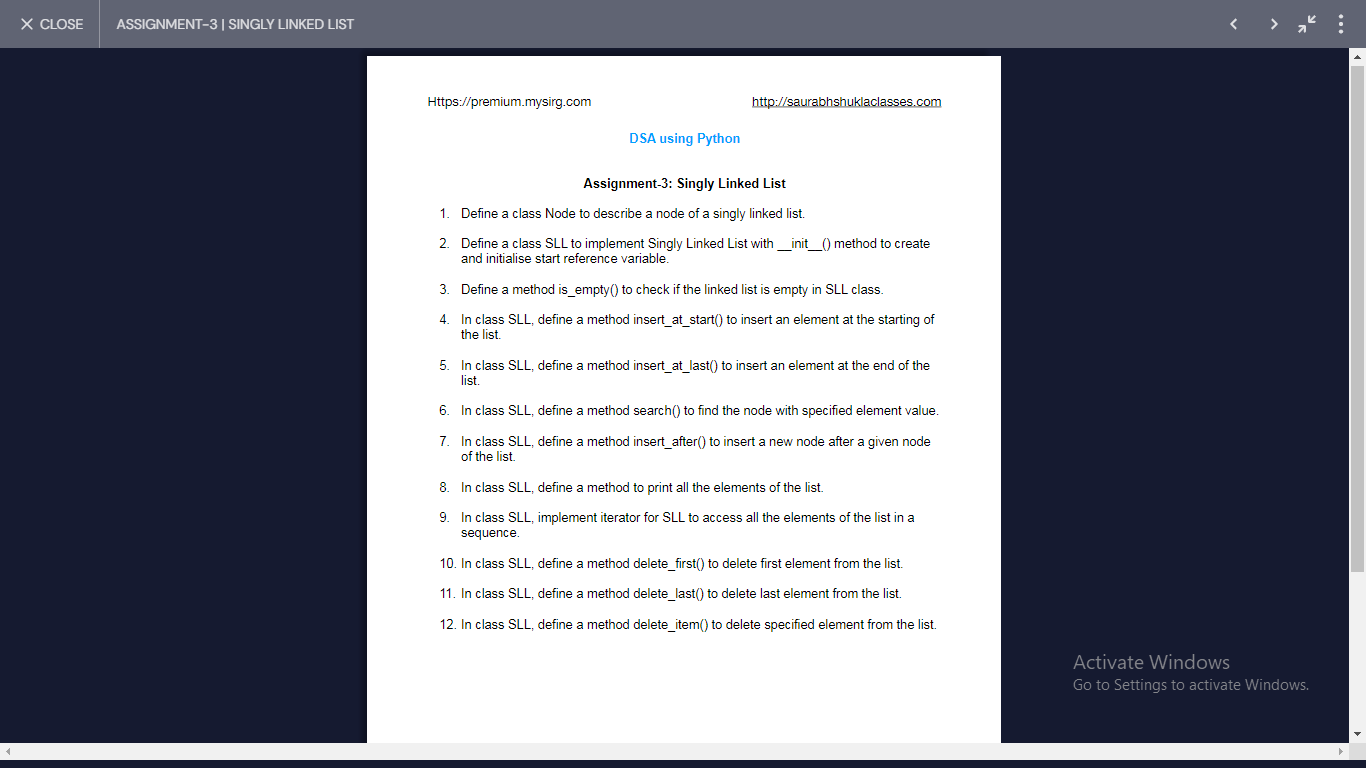 CLOSE
ASSIGNMENT-3 | SINGLY LINKED LIST
Https://premium.mysirg.com
http://saurabhshuklaclasses.com
DSA using Python
Assignment-3: Singly Linked List
1. Define a class Node to describe a node of a singly linked list.
2. Define a class SLL to implement Singly Linked List with __init__() method to create
and initialise start reference variable.
3. Define a method is_empty() to check if the linked list is empty in SLL class.
4. In class SLL, define a method insert_at_start() to insert an element at the starting of
the list.
5. In class SLL, define a method insert_at_last() to insert an element at the end of the
list.
6. In class SLL, define a method search() to find the node with specified element value.
7. In class SLL, define a method insert_after() to insert a new node after a given node
of the list.
8. In class SLL, define a method to print all the elements of the list.
9. In class SLL, implement iterator for SLL to access all the elements of the list in a
sequence.
10. In class SLL, define a method delete_first() to delete first element from the list.
11. In class SLL, define a method delete_last() to delete last element from the list.
12. In class SLL, define a method delete_item() to delete specified element from the list.
Activate Windows
Go to Settings to activate Windows.